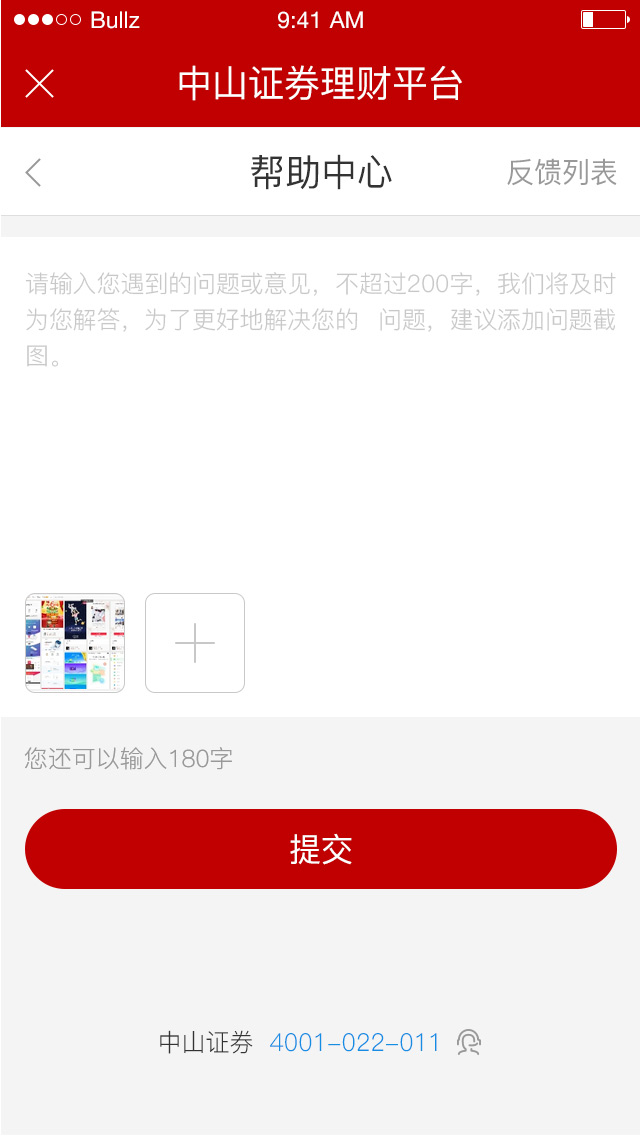 Bullz 9:41 AM
中山证券理财平台
帮助中心 反馈列表
请输入您遇到的问题或意见，不超过200字，我们将及时
为您解答，为了更好地解决您的 问题，建议添加问题截
图。
您还可以输入180字
提交
中山证券 4001-022-011